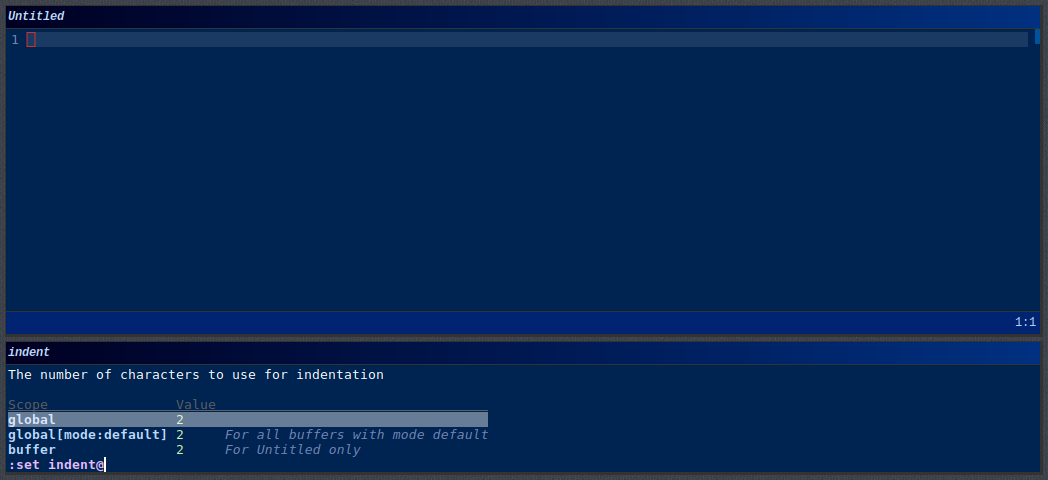 Untitled
1
1:1
indent
The number of characters to use for indentation
Scope Value
global 2
global[mode:default] 2 For all buffers with mode default
buffer 2 For Untitled only
:set indent@